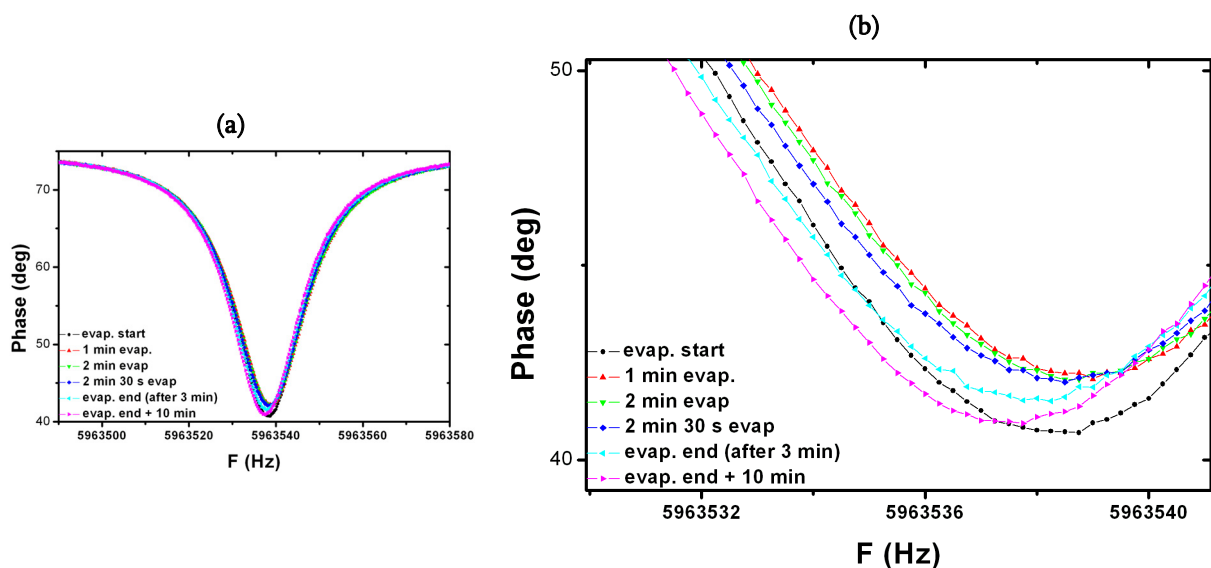 (a)
70
60
50
40
Phase (deg)
evap. start
1 min evap.
2 min evap
2 min 30 s evap
evap. end (after 3 min)
evap. end + 10 min
5963500 5963520 5963540 5963560 5963580
F (Hz)
(b)
50
40
Phase (deg)
evap. start
1 min evap.
2 min evap
2 min 30 s evap
evap. end (after 3 min)
evap. end + 10 min
5963532 5963536 5963540
F (Hz)